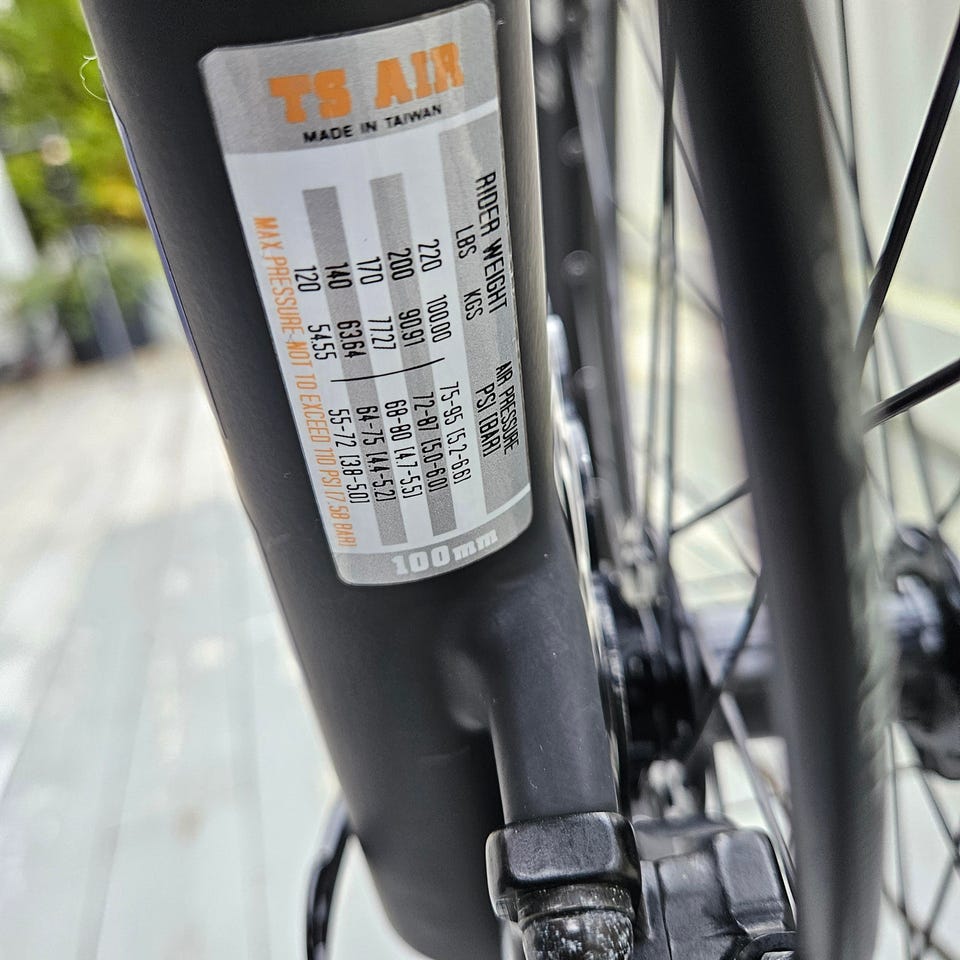 TS AIR
MADE IN TAIWAN
RIDER WEIGHT AIR PRESSURE
LBS KGS PSI (BAR)
220 100.00 75-95 (5.2-6.6)
200 90.91 72-87 (5.0-6.0)
170 77.27 68-80 (4.7-5.5)
140 63.64 64-75 (4.4-5.2)
120 54.55 55-72 (3.8-5.0)
MAX.PRESSURE NOT TO EXCEED 110 PSI (7.58 BAR)
100mm